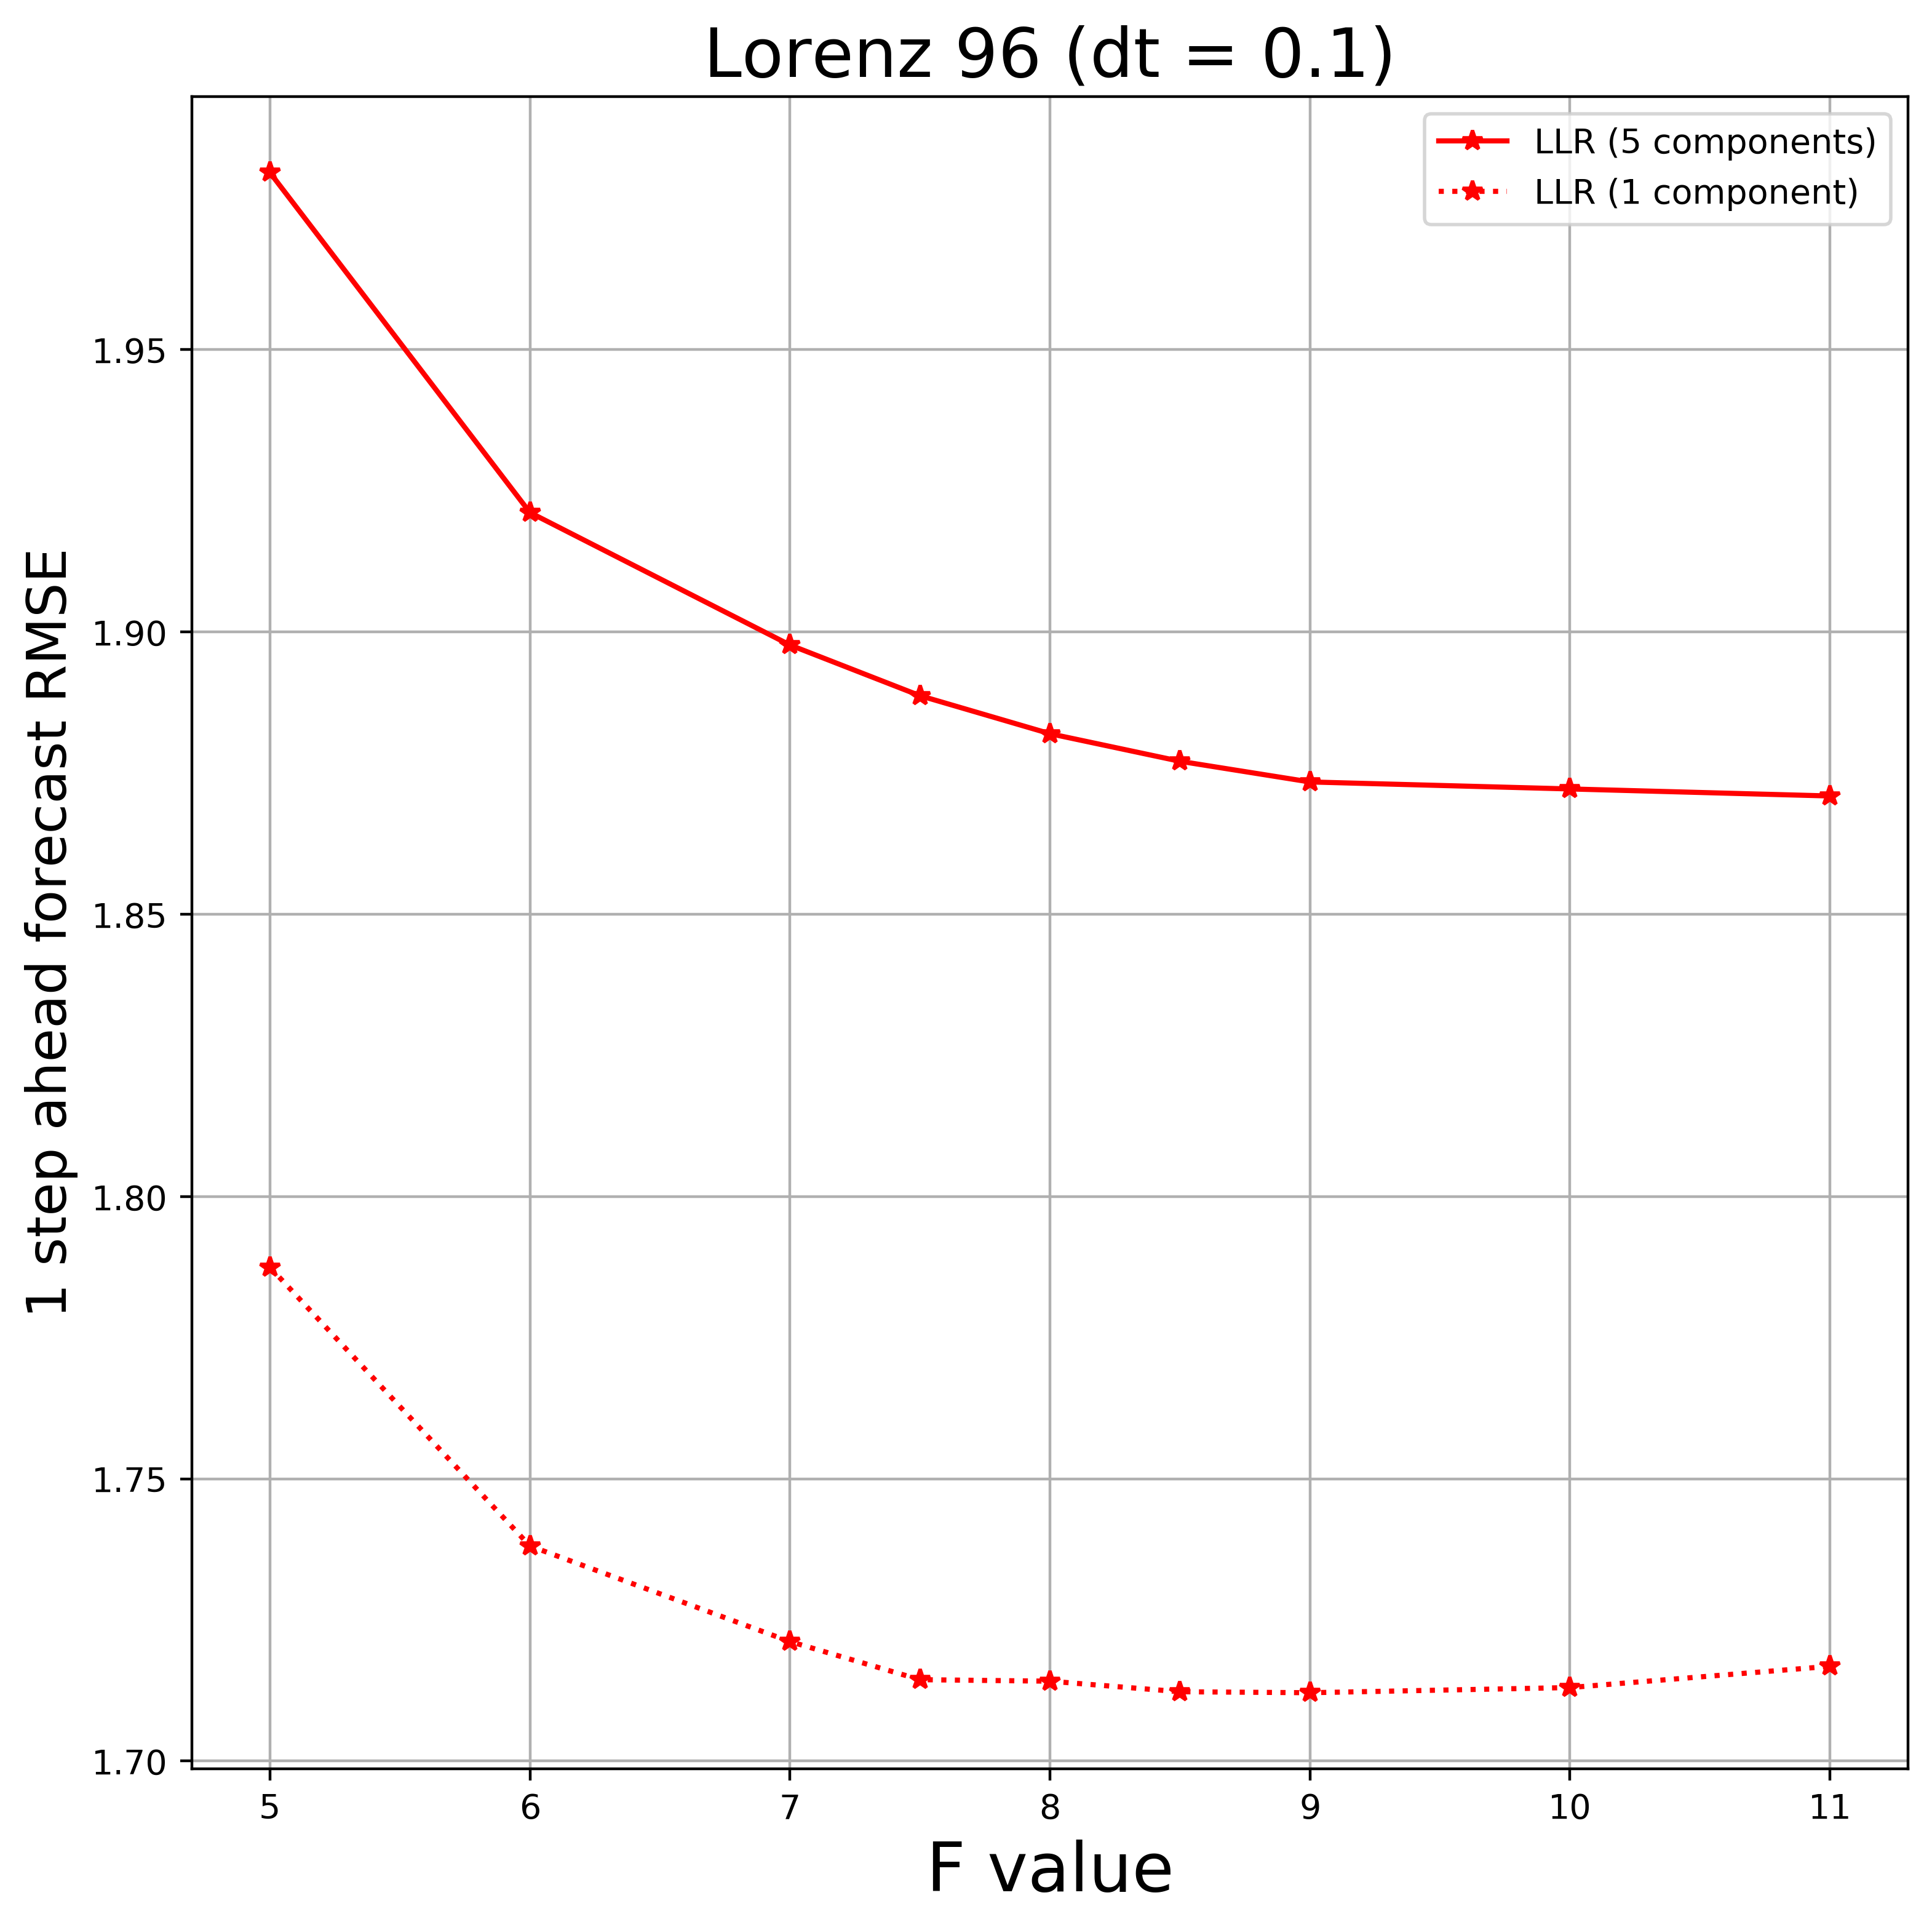 Lorenz 96 (dt = 0.1)
LLR (5 components)
LLR (1 component)
1 step ahead forecast RMSE
1.95
1.90
1.85
1.80
1.75
1.70
5 6 7 8 9 10 11
F value